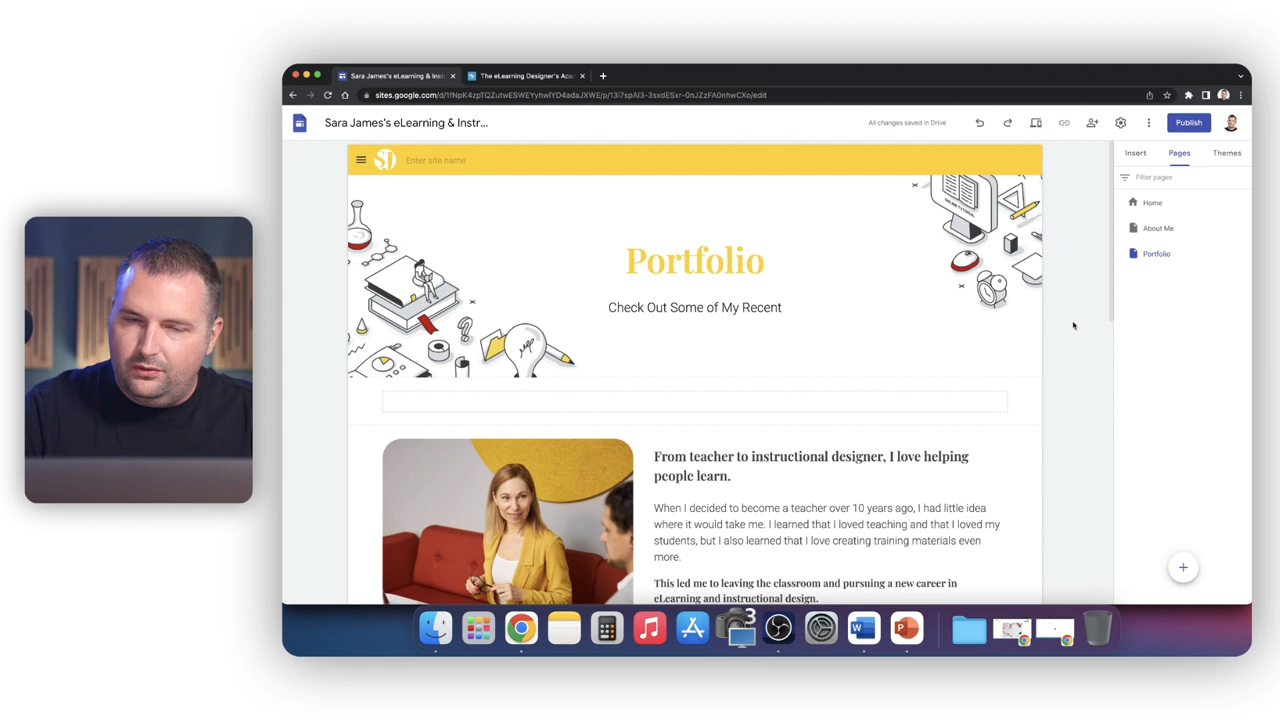 Sara James's eLearning & Inst
The eLearning Designer's Aca
sites.google.com/d/1fNpK4zpTQZutwESWEYyhwIYD4adaJXWE/p/13i7spAI3-3sxdESxr-0nJZzFA0nhwCXo/edit
Sara James's eLearning & Instr...
All changes saved in Drive
Publish
Enter site name
Insert
Pages
Themes
Filter pages
Home
About Me
Portfolio
ONLINE TUTORIAL
Portfolio
Check Out Some of My Recent
From teacher to instructional designer, I love helping
people learn.
When I decided to become a teacher over 10 years ago, I had little idea
where it would take me. I learned that I loved teaching and that I loved my
students, but I also learned that I love creating training materials even
more.
This led me to leaving the classroom and pursuing a new career in
eLearning and instructional design.
3
W
P